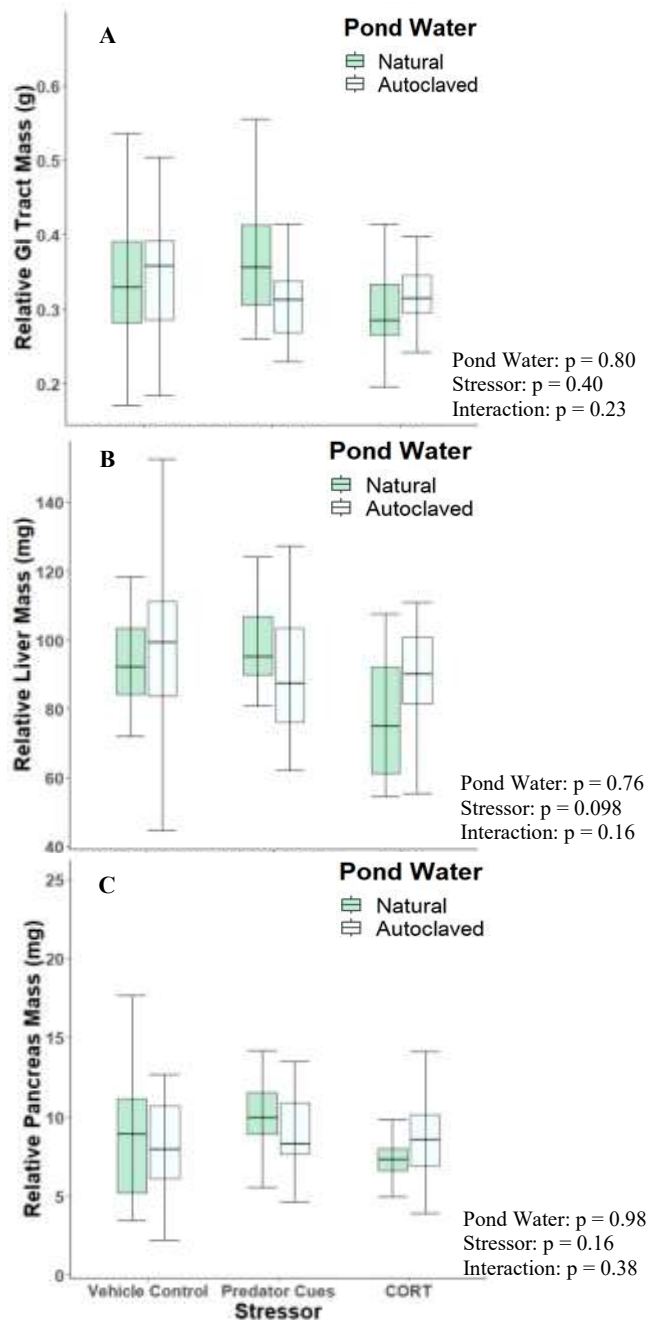 A
Pond Water
Natural
Autoclaved
Relative GI Tract Mass (g)
0.6
0.5
0.4
0.3
0.2
Pond Water: p = 0.80
Stressor: p = 0.40
Interaction: p = 0.23
B
Pond Water
Natural
Autoclaved
Relative Liver Mass (mg)
140
120
100
80
60
40
Pond Water: p = 0.76
Stressor: p = 0.098
Interaction: p = 0.16
C
Pond Water
Natural
Autoclaved
Relative Pancreas Mass (mg)
25
20
15
10
5
0
Pond Water: p = 0.98
Stressor: p = 0.16
Interaction: p = 0.38
Vehicle Control Predator Cues CORT
Stressor